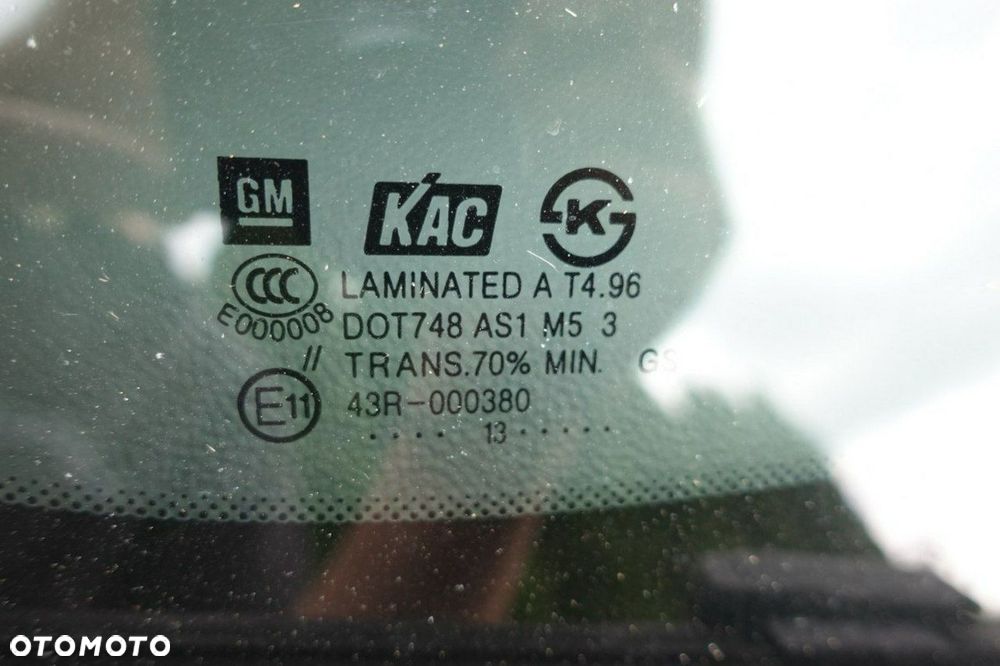 GM KAC K
CCC LAMINATED A T4.96
E000008 DOT748 AS1 M5 3
// TRANS.70% MIN. GS
E11 43R-000380
.... 13 .....
OTOMOTO